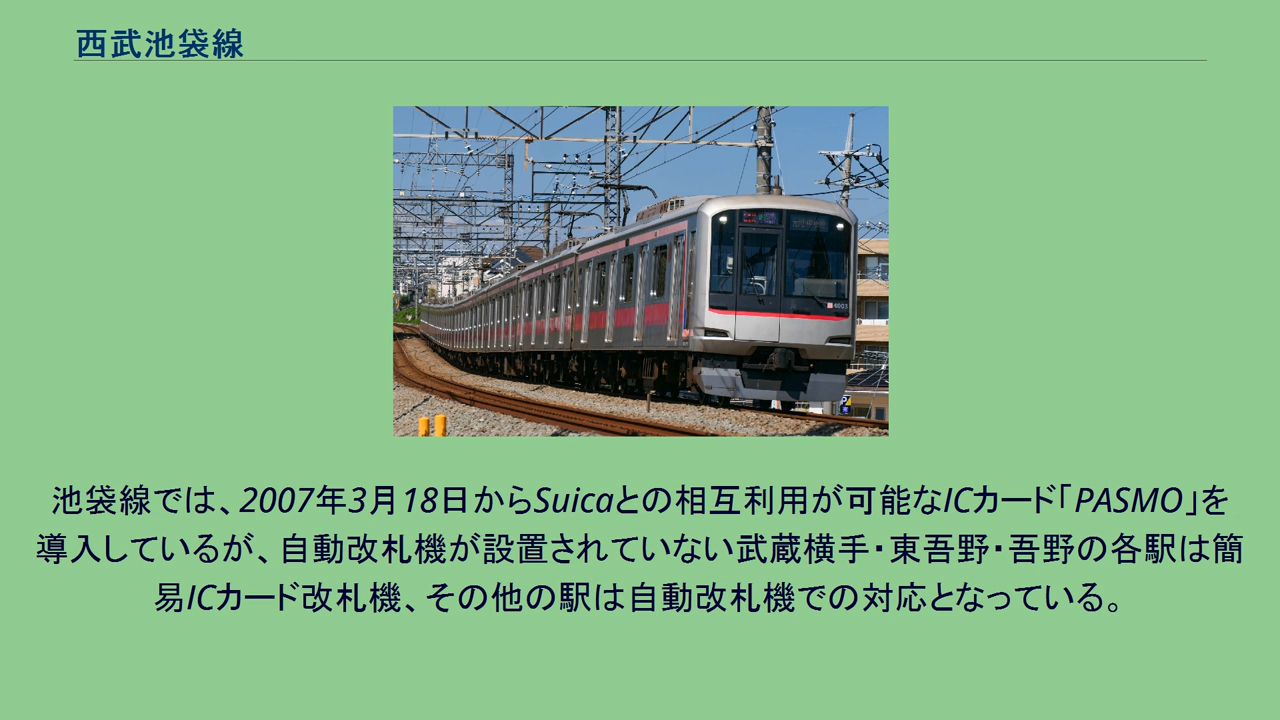 西武池袋線
4003
P
池袋線では、2007年3月18日からSuicaとの相互利用が可能なICカード「PASMO」を
導入しているが、自動改札機が設置されていない武蔵横手・東吾野・吾野の各駅は簡
易ICカード改札機、その他の駅は自動改札機での対応となっている。